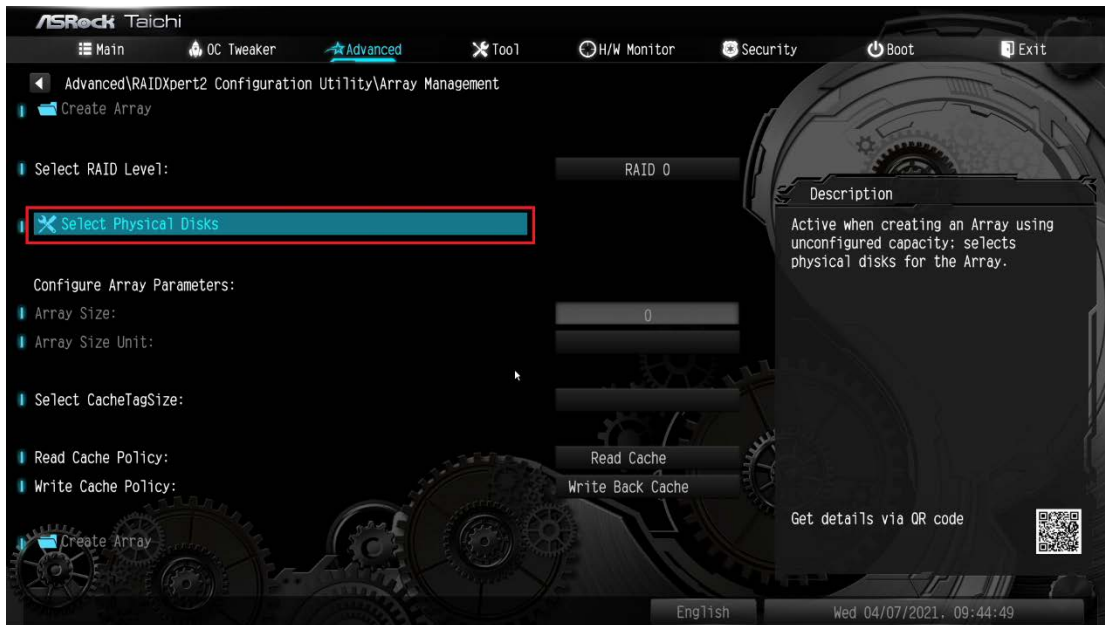 ASRock Taichi
Main OC Tweaker Advanced Tool H/W Monitor Security Boot Exit
Advanced\RAIDXpert2 Configuration Utility\Array Management
Create Array
Select RAID Level: RAID 0
Select Physical Disks
Configure Array Parameters:
Array Size: 0
Array Size Unit:
Select CacheTagSize:
Read Cache Policy: Read Cache
Write Cache Policy: Write Back Cache
Create Array
Description
Active when creating an Array using
unconfigured capacity; selects
physical disks for the Array.
Get details via QR code
English Wed 04/07/2021, 09:44:49